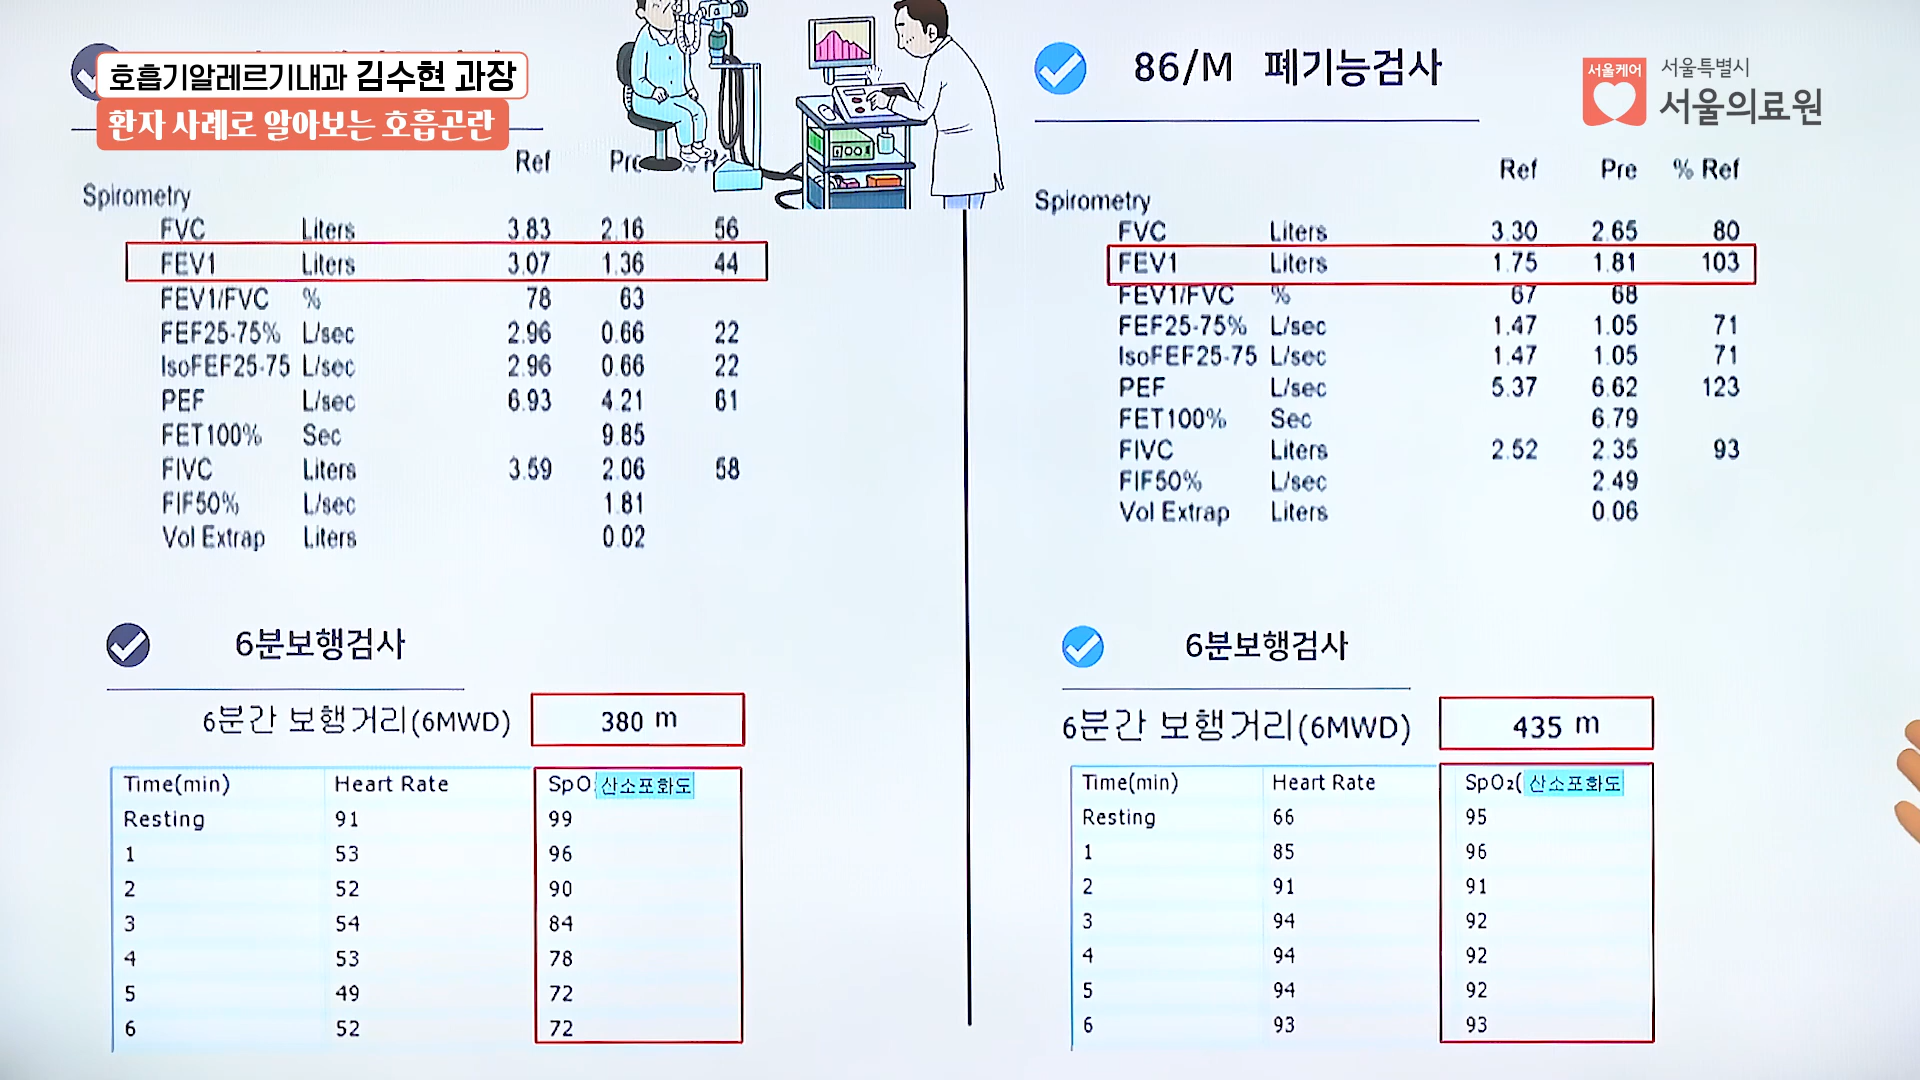 호흡기알레르기내과 김수현 과장
환자 사례로 알아보는 호흡곤란
Ref
Spirometry
FVC Liters 3.83 2.16 56
FEV1 Liters 3.07 1.36 44
FEV1/FVC % 78 63
FEF25-75% L/sec 2.96 0.66 22
IsoFEF25-75 L/sec 2.96 0.66 22
PEF L/sec 6.93 4.21 61
FET100% Sec 9.85
FIVC Liters 3.59 2.06 58
FIF50% L/sec 1.81
Vol Extrap Liters 0.02
6분보행검사
6분간 보행거리(6MWD) 380 m
Time(min) Heart Rate SpO 산소포화도
Resting 91 99
1 53 96
2 52 90
3 54 84
4 53 78
5 49 72
6 52 72
86/M 폐기능검사
서울케어
서울특별시
서울의료원
Ref Pre % Ref
Spirometry
FVC Liters 3.30 2.65 80
FEV1 Liters 1.75 1.81 103
FEV1/FVC % 67 68
FEF25-75% L/sec 1.47 1.05 71
IsoFEF25-75 L/sec 1.47 1.05 71
PEF L/sec 5.37 6.62 123
FET100% Sec 6.79
FIVC Liters 2.52 2.35 93
FIF50% L/sec 2.49
Vol Extrap Liters 0.06
6분보행검사
6분간 보행거리(6MWD) 435 m
Time(min) Heart Rate SpO₂( 산소포화도
Resting 66 95
1 85 96
2 91 91
3 94 92
4 94 92
5 94 92
6 93 93